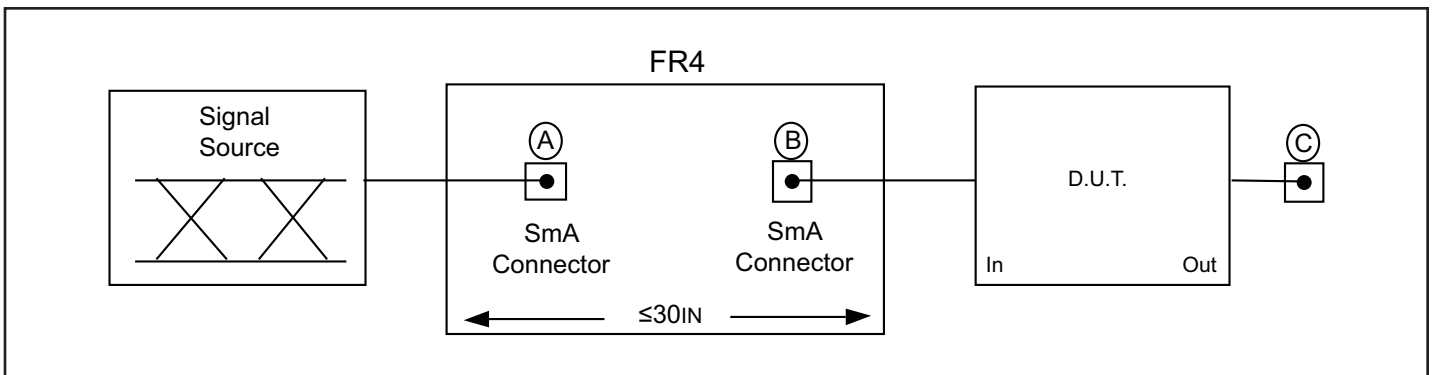 FR4
Signal
Source
A
SmA
Connector
B
SmA
Connector
≤30IN
D.U.T.
In
Out
C